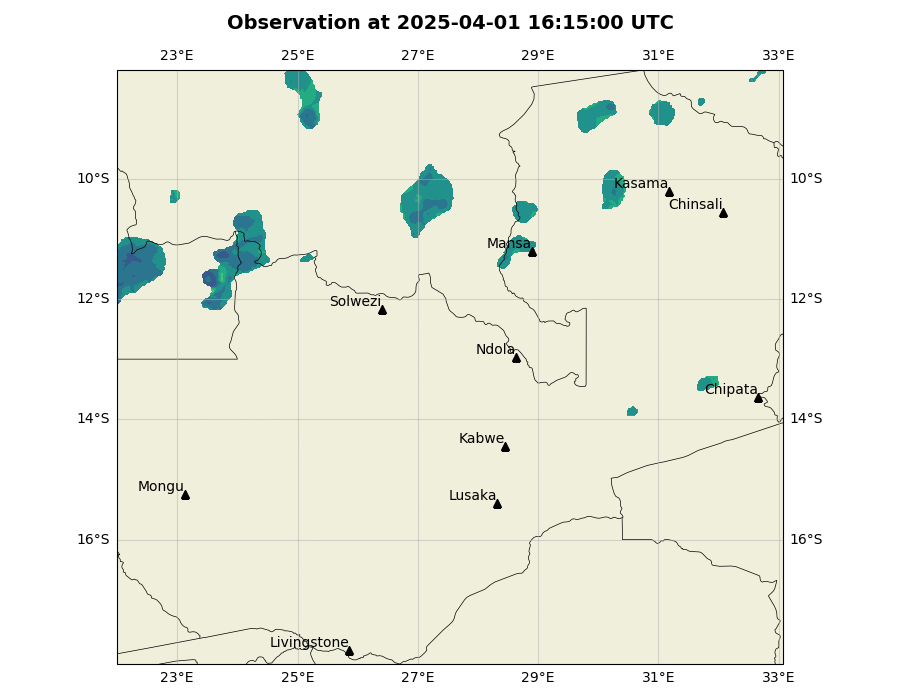 Observation at 2025-04-01 16:15:00 UTC
23°E 25°E 27°E 29°E 31°E 33°E
10°S 10°S
Kasama
Chinsali
Mansa
12°S 12°S
Solwezi
Ndola
Chipata
14°S 14°S
Kabwe
Mongu
Lusaka
16°S 16°S
Livingstone
23°E 25°E 27°E 29°E 31°E 33°E